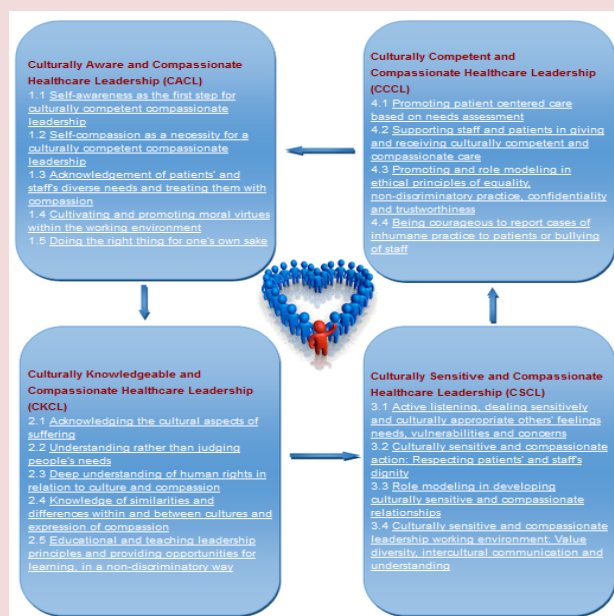 Culturally Aware and Compassionate
Healthcare Leadership (CACL)
1.1 Self-awareness as the first step for
culturally competent compassionate
leadership
1.2 Self-compassion as a necessity for a
culturally competent compassionate
leadership
1.3 Acknowledgement of patients' and
staff's diverse needs and treating them with
compassion
1.4 Cultivating and promoting moral virtues
within the working environment
1.5 Doing the right thing for one's own sake
Culturally Competent and
Compassionate Healthcare Leadership
(CCCL)
4.1 Promoting patient centered care
based on needs assessment
4.2 Supporting staff and patients in giving
and receiving culturally competent and
compassionate care
4.3 Promoting and role modeling in
ethical principles of equality,
non-discriminatory practice, confidentiality
and trustworthiness
4.4 Being courageous to report cases of
inhumane practice to patients or bullying
of staff
Culturally Knowledgeable and
Compassionate Healthcare Leadership
(CKCL)
2.1 Acknowledging the cultural aspects of
suffering
2.2 Understanding rather than judging
people's needs
2.3 Deep understanding of human rights in
relation to culture and compassion
2.4 Knowledge of similarities and
differences within and between cultures and
expression of compassion
2.5 Educational and teaching leadership
principles and providing opportunities for
learning, in a non-discriminatory way
Culturally Sensitive and Compassionate
Healthcare Leadership (CSCL)
3.1 Active listening, dealing sensitively
and culturally appropriate others' feelings
needs, vulnerabilities and concerns
3.2 Cultural sensitive and compassionate
action: Respecting patients' and staff's
dignity
3.3 Role modeling in developing
culturally sensitive and compassionate
relationships
3.4 Culturally sensitive and compassionate
leadership working environment: Value
diversity, intercultural communication and
understanding